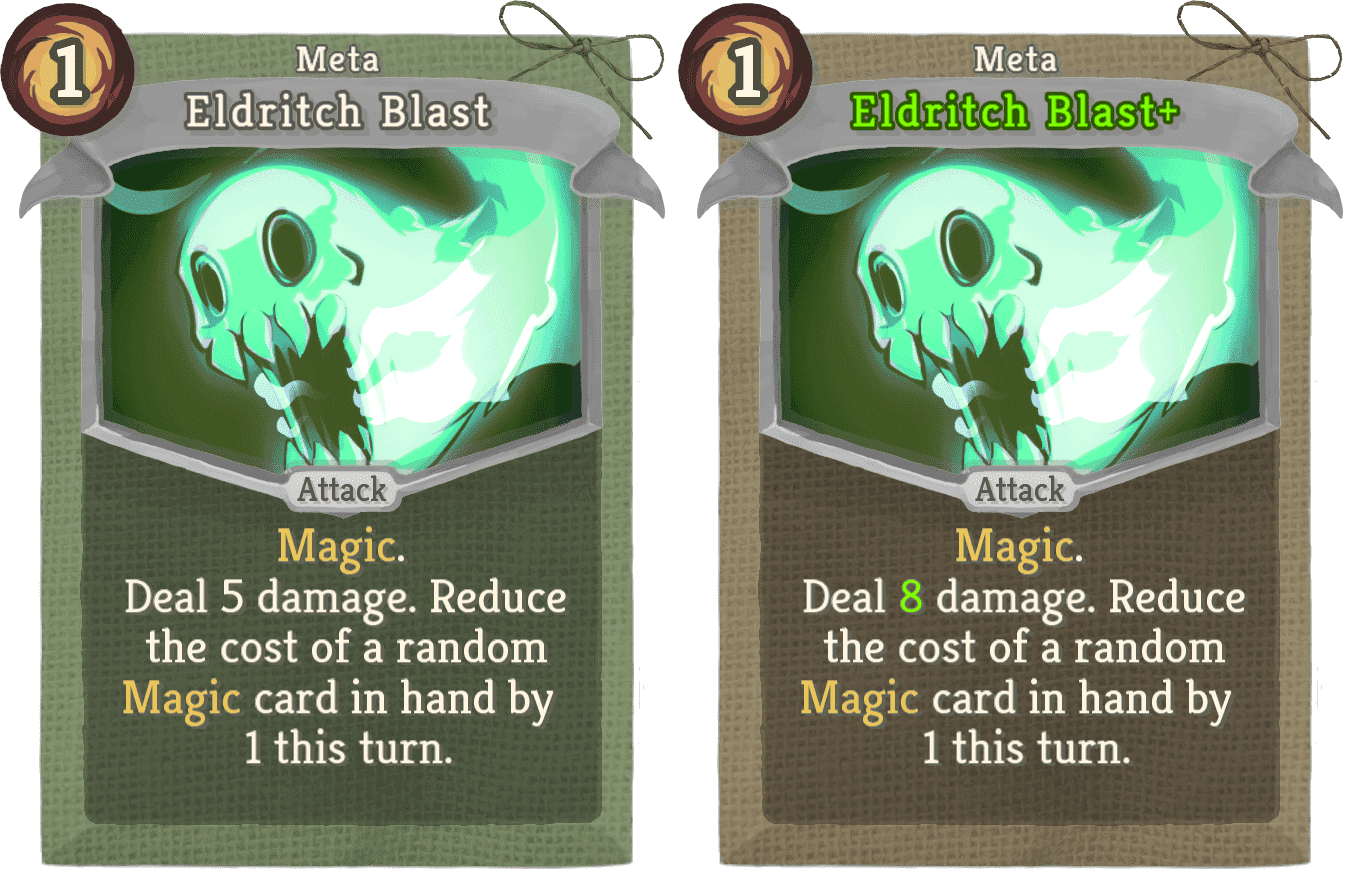 1
Meta
Eldritch Blast
Attack
Magic.
Deal 5 damage. Reduce
the cost of a random
Magic card in hand by
1 this turn.
1
Meta
Eldritch Blast+
Attack
Magic.
Deal 8 damage. Reduce
the cost of a random
Magic card in hand by
1 this turn.